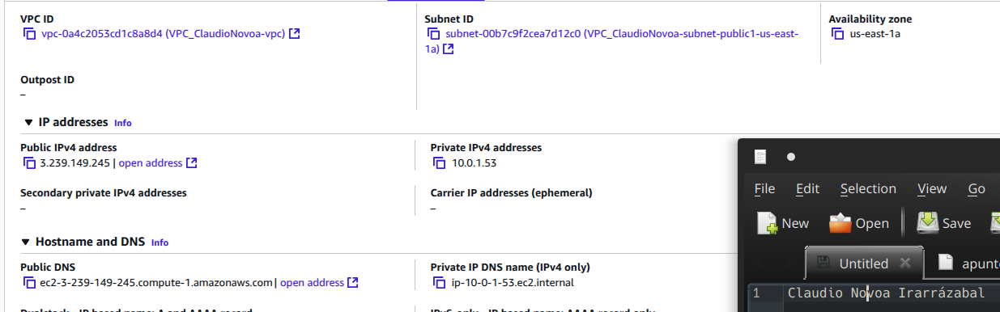 VPC ID
vpc-0a4c2053cd1c8a8d4 (VPC_ClaudioNovoa-vpc)
Subnet ID
subnet-00b7c9f2cea7d12c0 (VPC_ClaudioNovoa-subnet-public1-us-east-
1a)
Availability zone
us-east-1a
Outpost ID
–
IP addresses Info
Public IPv4 address
3.239.149.245 | open address
Private IPv4 addresses
10.0.1.53
Secondary private IPv4 addresses
–
Carrier IP addresses (ephemeral)
–
Hostname and DNS Info
Public DNS
ec2-3-239-149-245.compute-1.amazonaws.com | open address
Private IP DNS name (IPv4 only)
ip-10-0-1-53.ec2.internal
File Edit Selection View Go
New Open Save
Untitled apunt
1 Claudio Novoa Irarrázabal